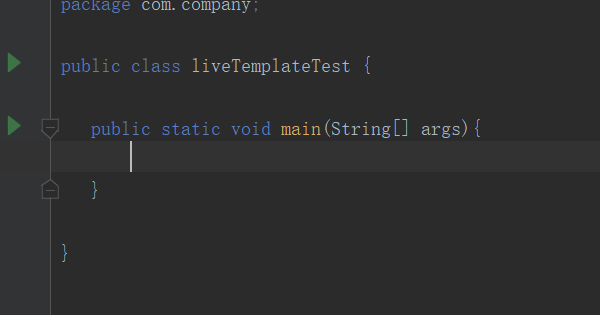 package com.company;
public class liveTemplateTest {
public static void main(String[] args){
}
}